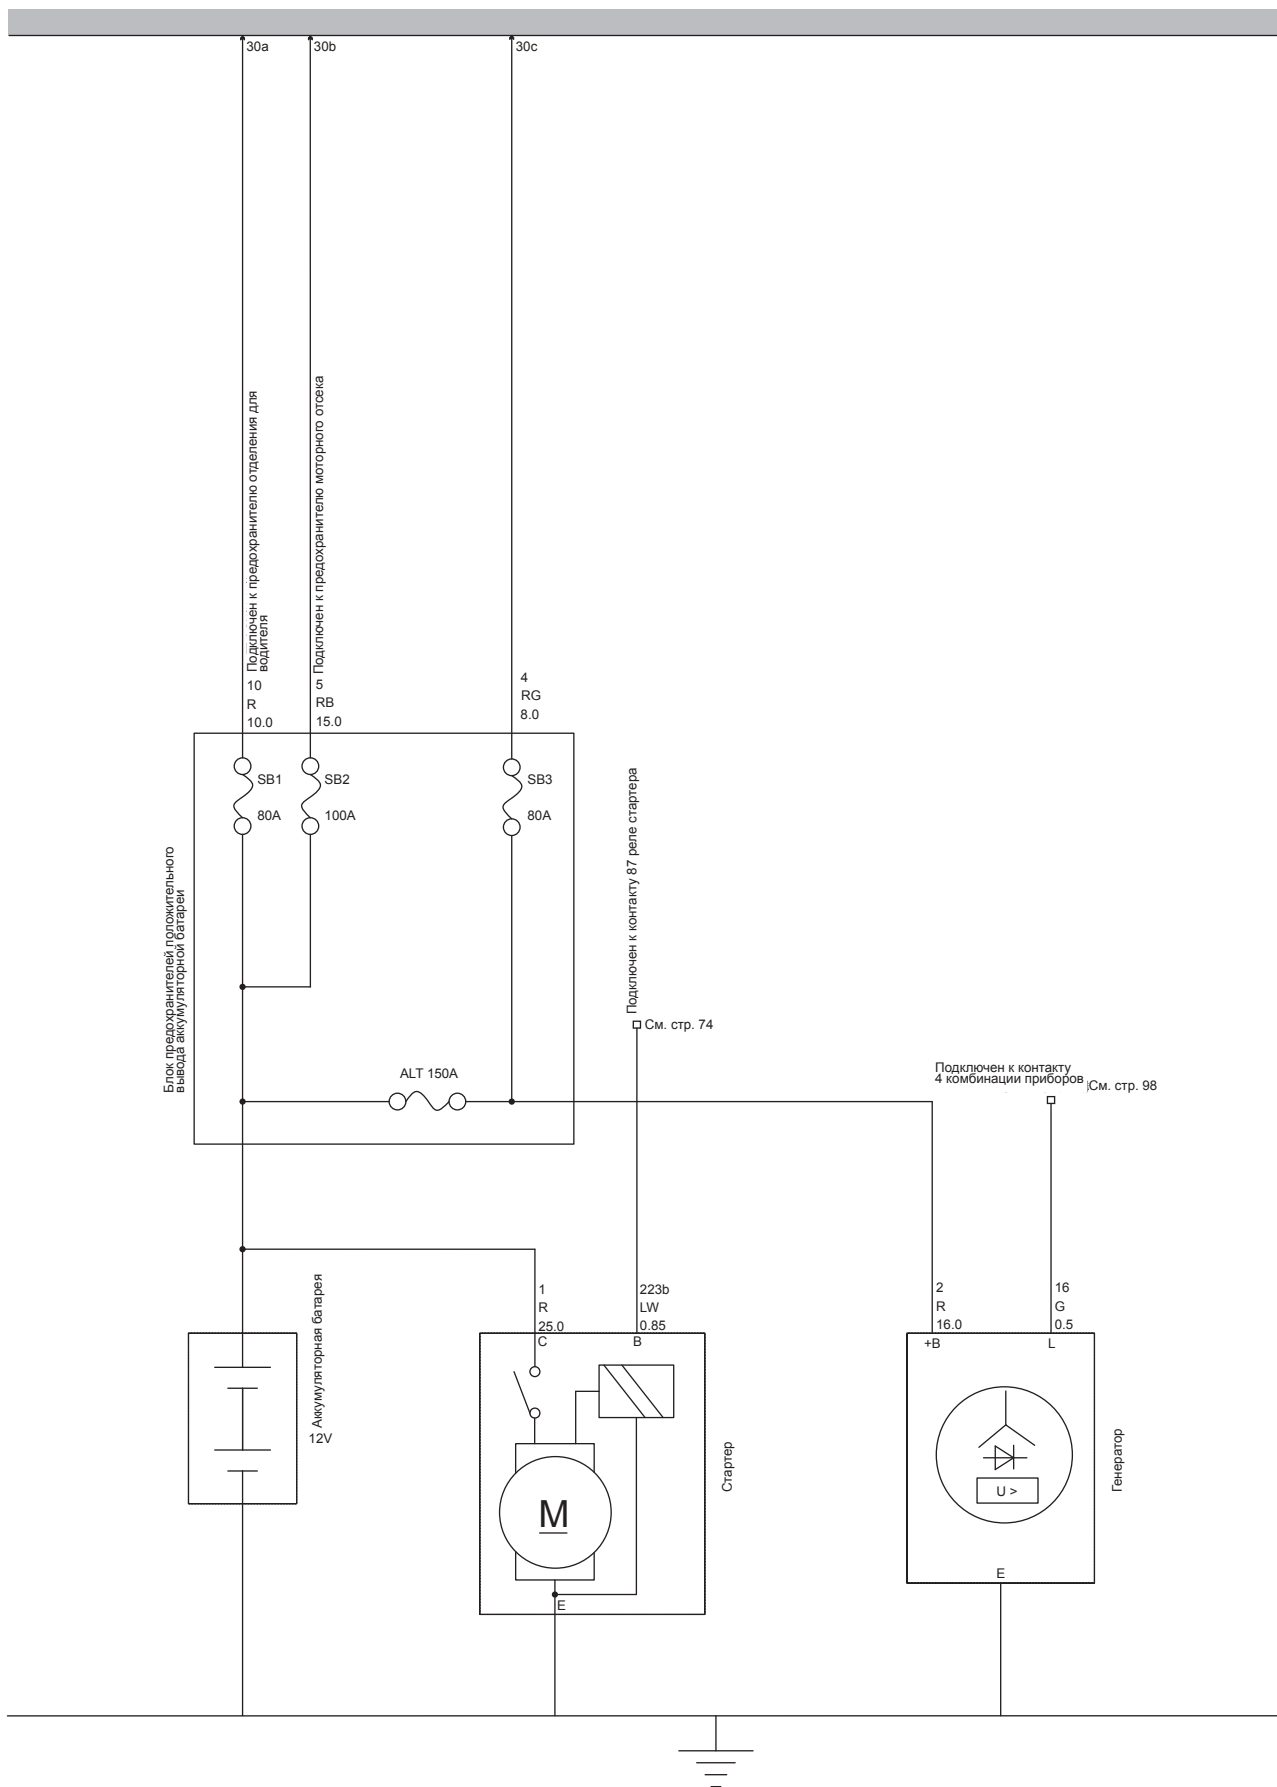 30a
30b
30c
Подключен к предохранителю отделения для
водителя
Подключен к предохранителю моторного отсека
10
R
10.0
5
RB
15.0
4
RG
8.0
SB1
80A
SB2
100A
SB3
80A
Блок предохранителей положительного
вывода аккумуляторной батареи
Подключен к контакту 87 реле стартера
См. стр. 74
ALT 150A
Подключен к контакту
4 комбинации приборов
См. стр. 98
1
R
25.0
C
223b
LW
0.85
B
2
R
16.0
+B
16
G
0.5
L
Аккумуляторная батарея
12V
M
E
Стартер
U >
E
Генератор